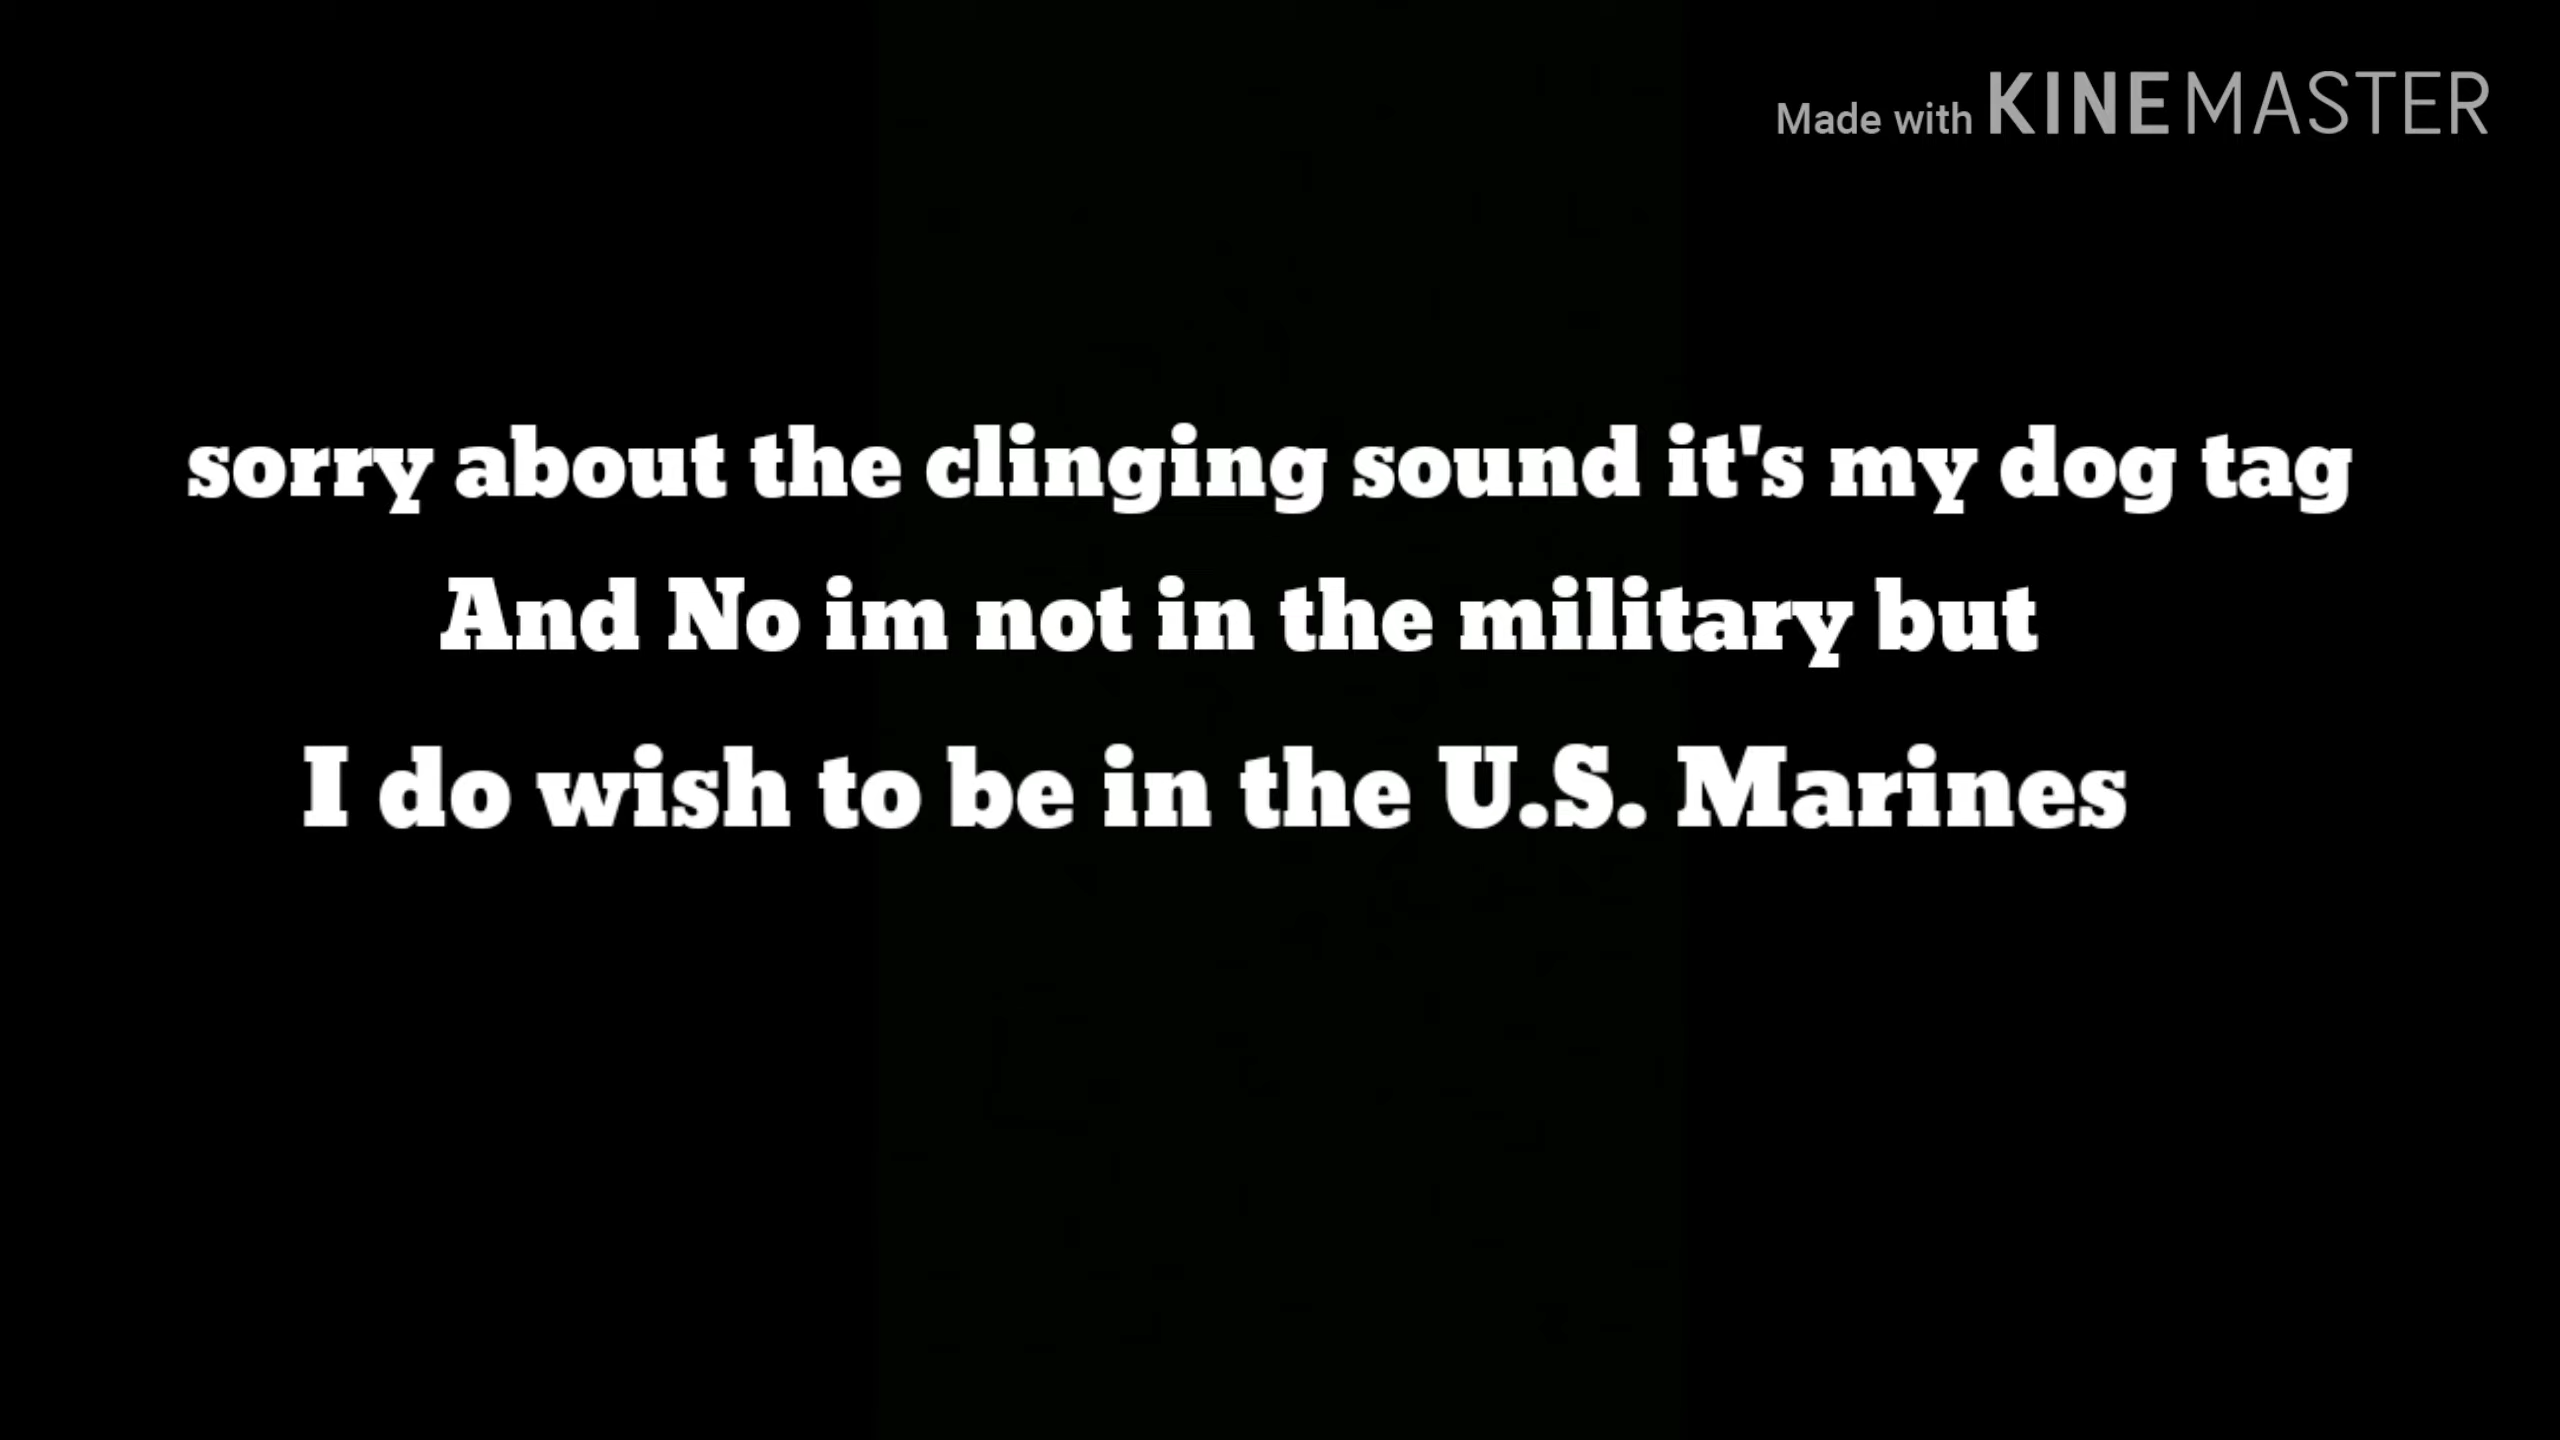 Made with KINEMASTER
sorry about the clinging sound it's my dog tag
And No im not in the military but
I do wish to be in the U.S. Marines